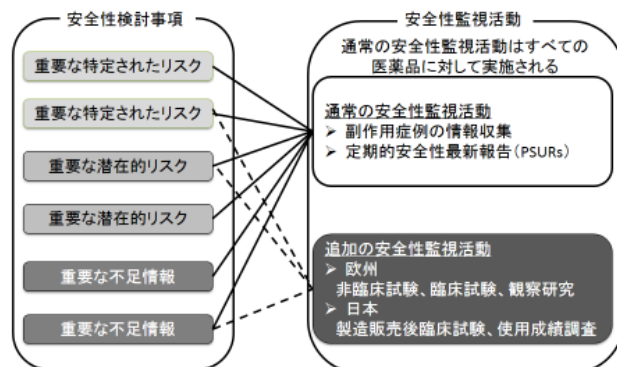 安全性検討事項
重要な特定されたリスク
重要な特定されたリスク
重要な潜在的リスク
重要な潜在的リスク
重要な不足情報
重要な不足情報
安全性監視活動
通常の安全性監視活動はすべての
医薬品に対して実施される
通常の安全性監視活動
➢ 副作用症例の情報収集
➢ 定期的安全性最新報告(PSURs)
追加の安全性監視活動
➢ 欧州
非臨床試験、臨床試験、観察研究
➢ 日本
製造販売後臨床試験、使用成績調査